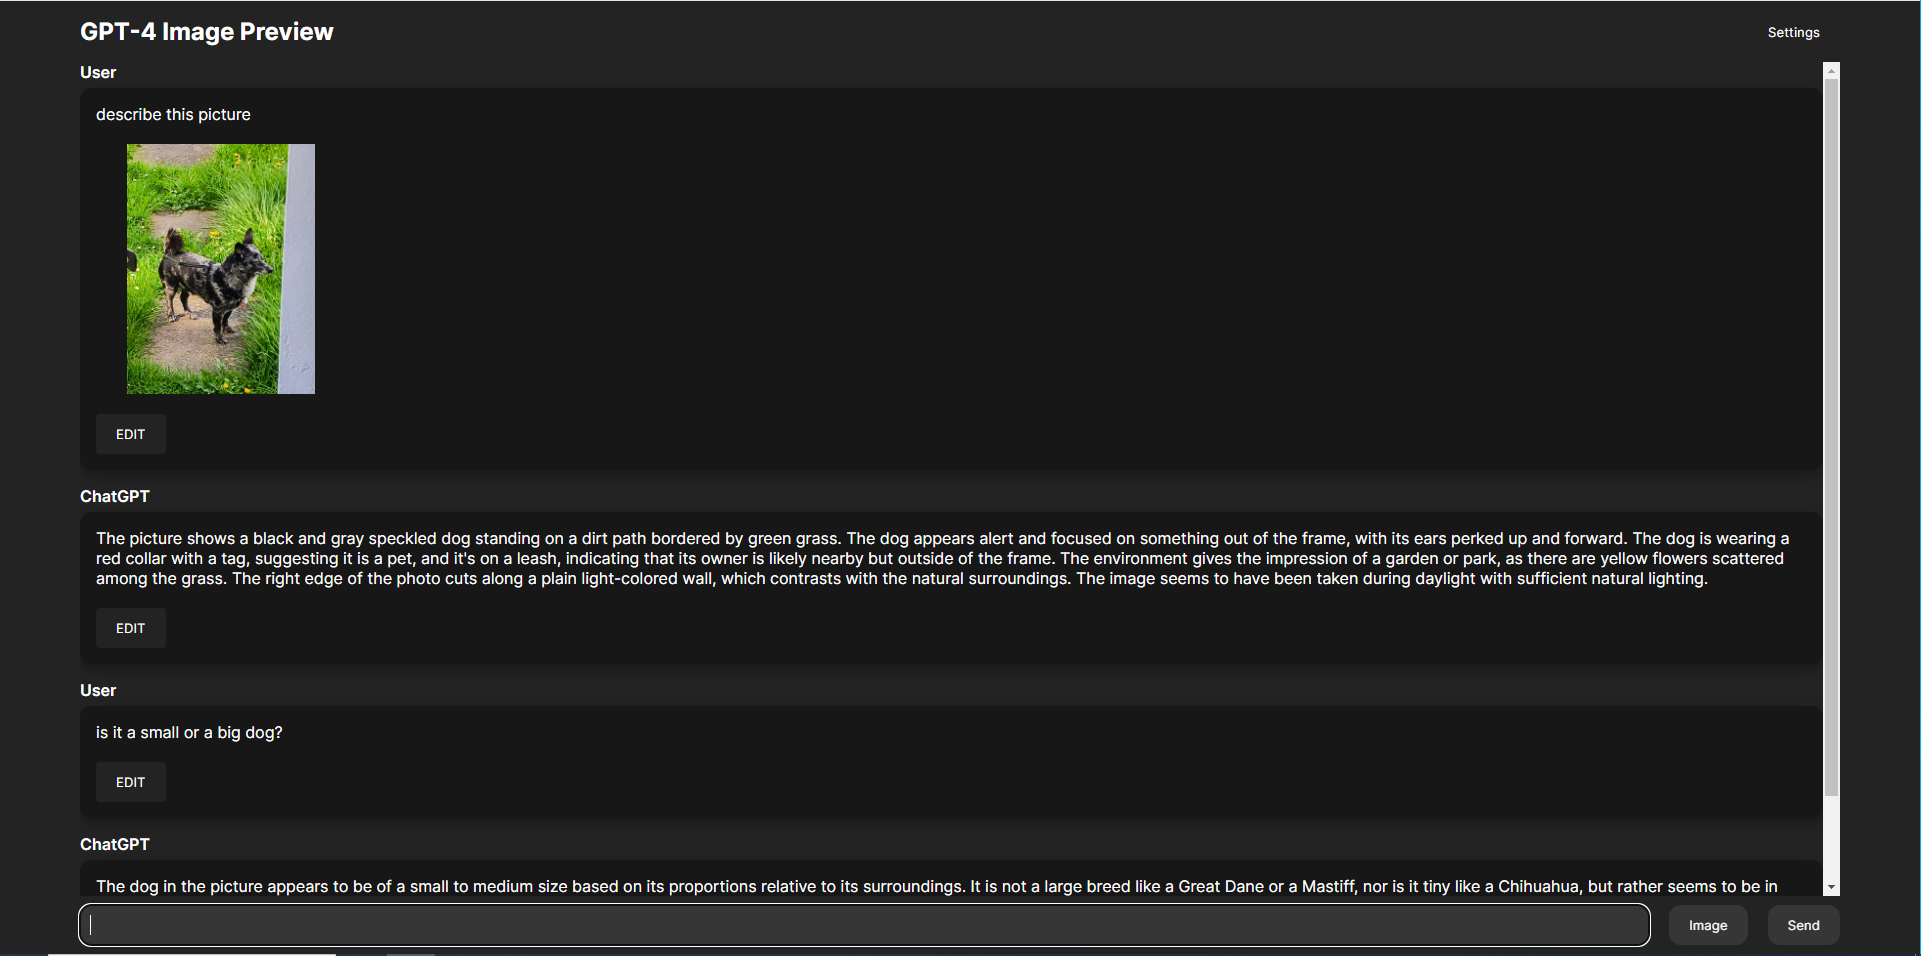 GPT-4 Image Preview
Settings
User
describe this picture
EDIT
ChatGPT
The picture shows a black and gray speckled dog standing on a dirt path bordered by green grass. The dog appears alert and focused on something out of the frame, with its ears perked up and forward. The dog is wearing a
red collar with a tag, suggesting it is a pet, and it's on a leash, indicating that its owner is likely nearby but outside of the frame. The environment gives the impression of a garden or park, as there are yellow flowers scattered
among the grass. The right edge of the photo cuts along a plain light-colored wall, which contrasts with the natural surroundings. The image seems to have been taken during daylight with sufficient natural lighting.
EDIT
User
is it a small or a big dog?
EDIT
ChatGPT
The dog in the picture appears to be of a small to medium size based on its proportions relative to its surroundings. It is not a large breed like a Great Dane or a Mastiff, nor is it tiny like a Chihuahua, but rather seems to be in
Image
Send